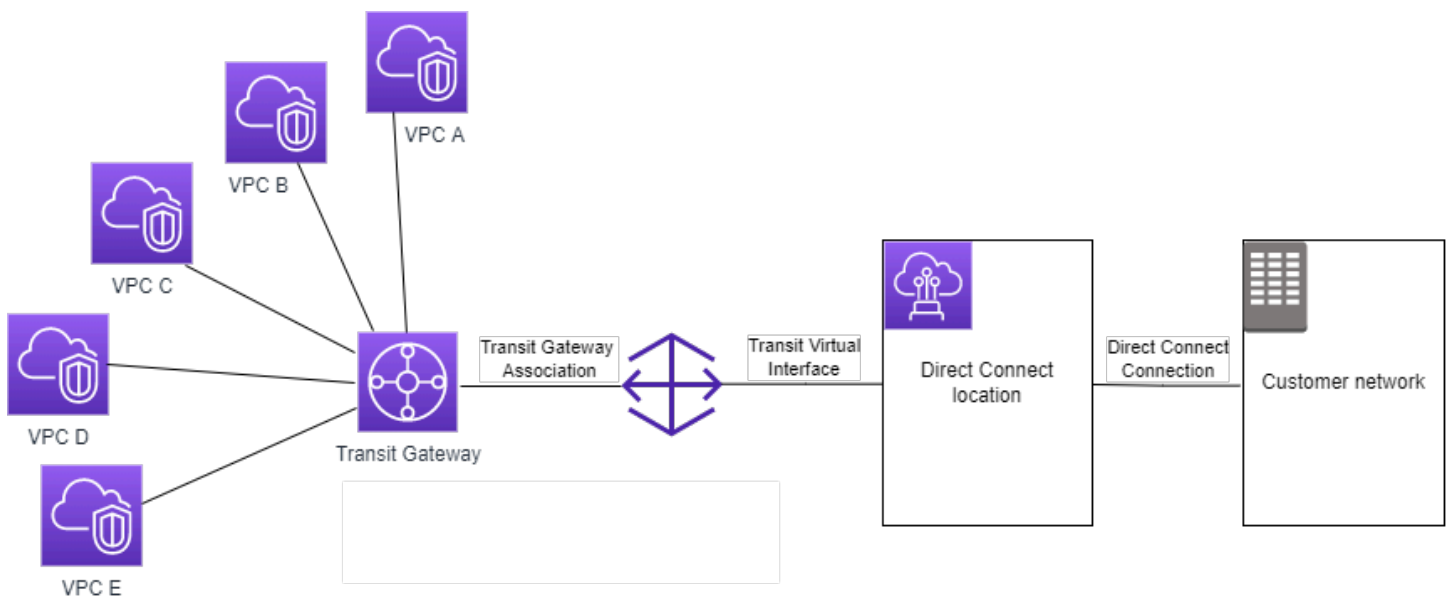 VPC A
VPC B
VPC C
VPC D
VPC E
Transit Gateway
Transit Gateway
Association
Transit Virtual
Interface
Direct Connect
location
Direct Connect
Connection
Customer network